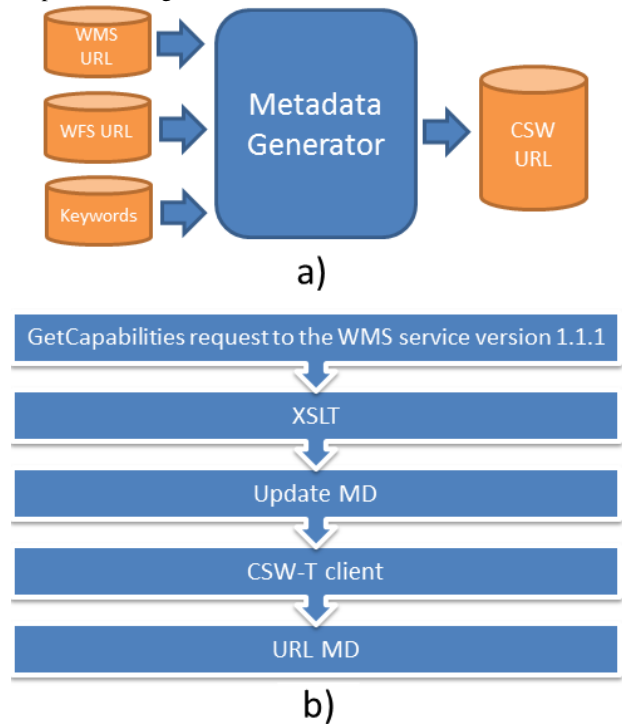 WMS
URL
WFS URL
Keywords
Metadata
Generator
CSW
URL
a)
GetCapabilities request to the WMS service version 1.1.1
XSLT
Update MD
CSW-T client
URL MD
b)